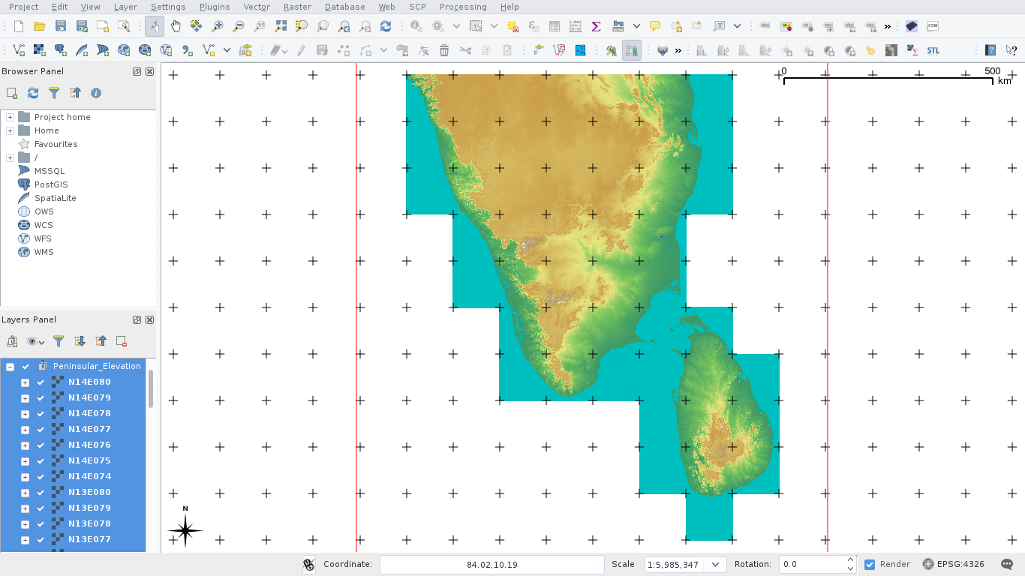 Project Edit View Layer Settings Plugins Vector Raster Database Web SCP Processing Help
STL
Browser Panel
Project home
Home
Favourites
/
MSSQL
PostGIS
SpatiaLite
OWS
WCS
WFS
WMS
Layers Panel
Peninsular_Elevation
N14E080
N14E079
N14E078
N14E077
N14E076
N14E075
N14E074
N13E080
N13E079
N13E078
N13E077
0 500
km
N
Coordinate: 84.02,10.19 Scale 1:5,985,347 Rotation: 0.0 Render EPSG:4326